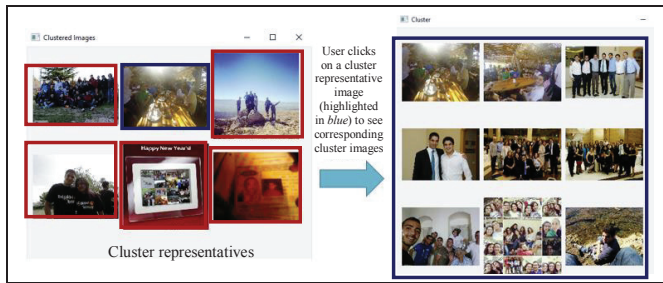 Clustered Images
Happy New Year'd
Cluster representatives
User clicks
on a cluster
representative
image
(highlighted
in blue) to see
corresponding
cluster images
Cluster